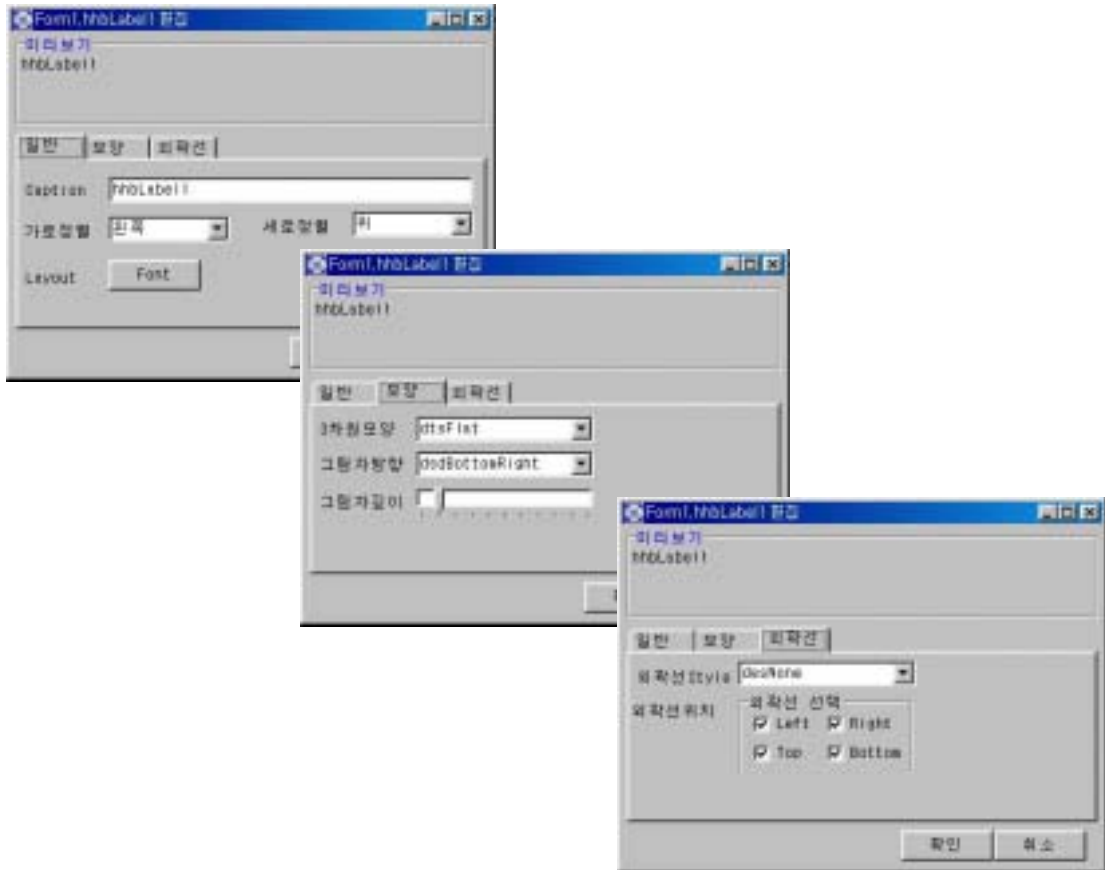 Form1.hhbLabel1 편집
미리보기
hhbLabel1
일반 모양 외곽선
Caption hhbLabel1
가로정렬 왼쪽 세로정렬 위
Layout Font
Form1.hhbLabel1 편집
미리보기
hhbLabel1
일반 모양 외곽선
3차원모양 dtsFlat
그림자방향 dsdBottomRight
그림자깊이
Form1.hhbLabel1 편집
미리보기
hhbLabel1
일반 모양 외곽선
외곽선Style desNone
외곽선위치 외곽선 선택
Left Right
Top Bottom
확인 취소